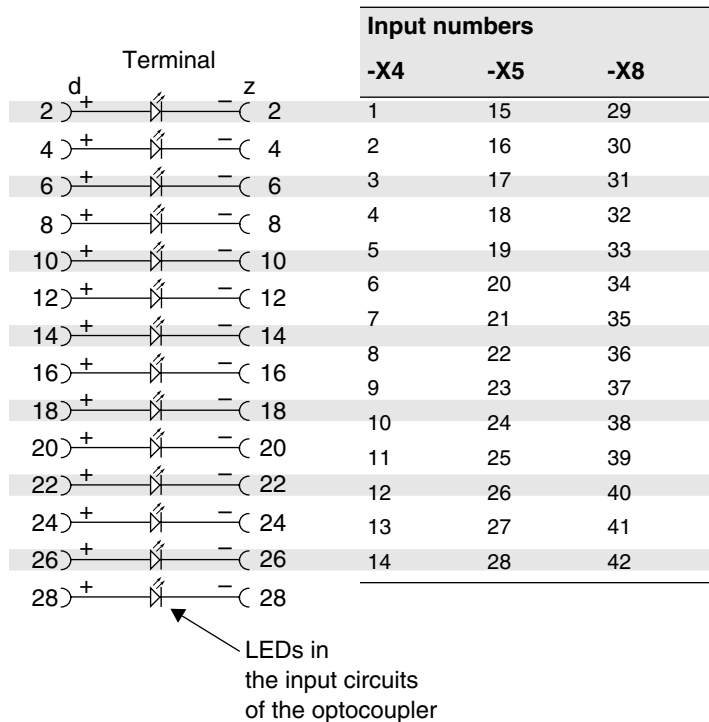 Input numbers
Terminal
-X4 -X5 -X8
d z
2 + − 2 1 15 29
4 + − 4 2 16 30
6 + − 6 3 17 31
8 + − 8 4 18 32
10 + − 10 5 19 33
12 + − 12 6 20 34
14 + − 14 7 21 35
16 + − 16 8 22 36
18 + − 18 9 23 37
20 + − 20 10 24 38
22 + − 22 11 25 39
24 + − 24 12 26 40
26 + − 26 13 27 41
28 + − 28 14 28 42
LEDs in
the input circuits
of the optocoupler